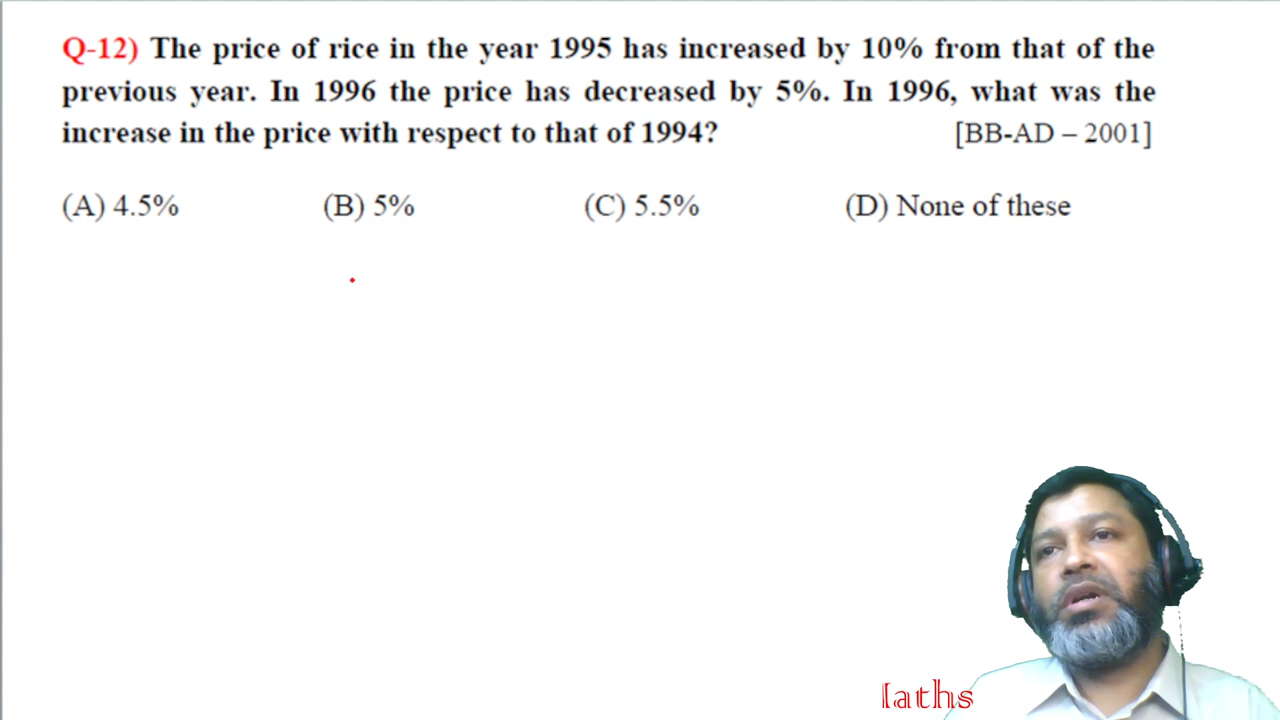 Q-12) The price of rice in the year 1995 has increased by 10% from that of the
previous year. In 1996 the price has decreased by 5%. In 1996, what was the
increase in the price with respect to that of 1994? [BB-AD – 2001]
(A) 4.5% (B) 5% (C) 5.5% (D) None of these